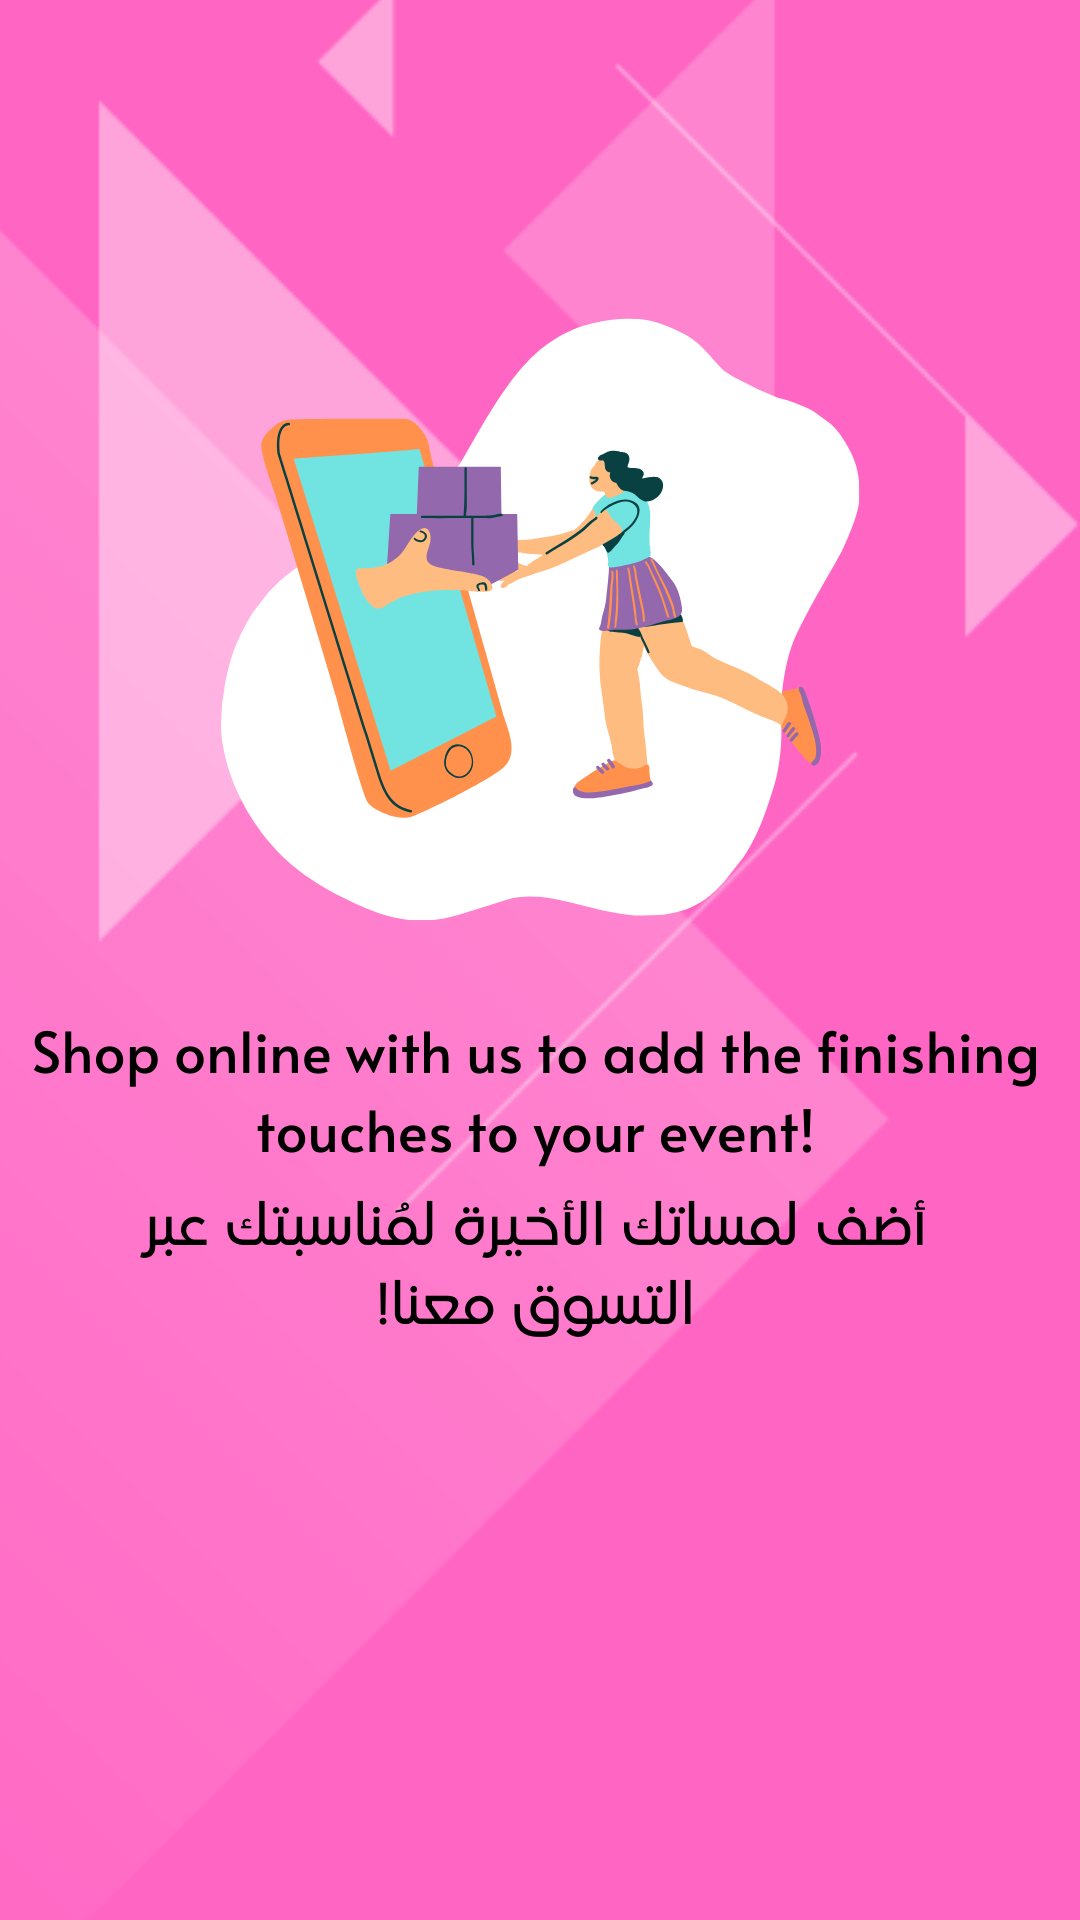 Shop online with us to add the finishing
touches to your event!
أضف لمساتك الأخيرة لمُناسبتك عبر
التسوق معنا!